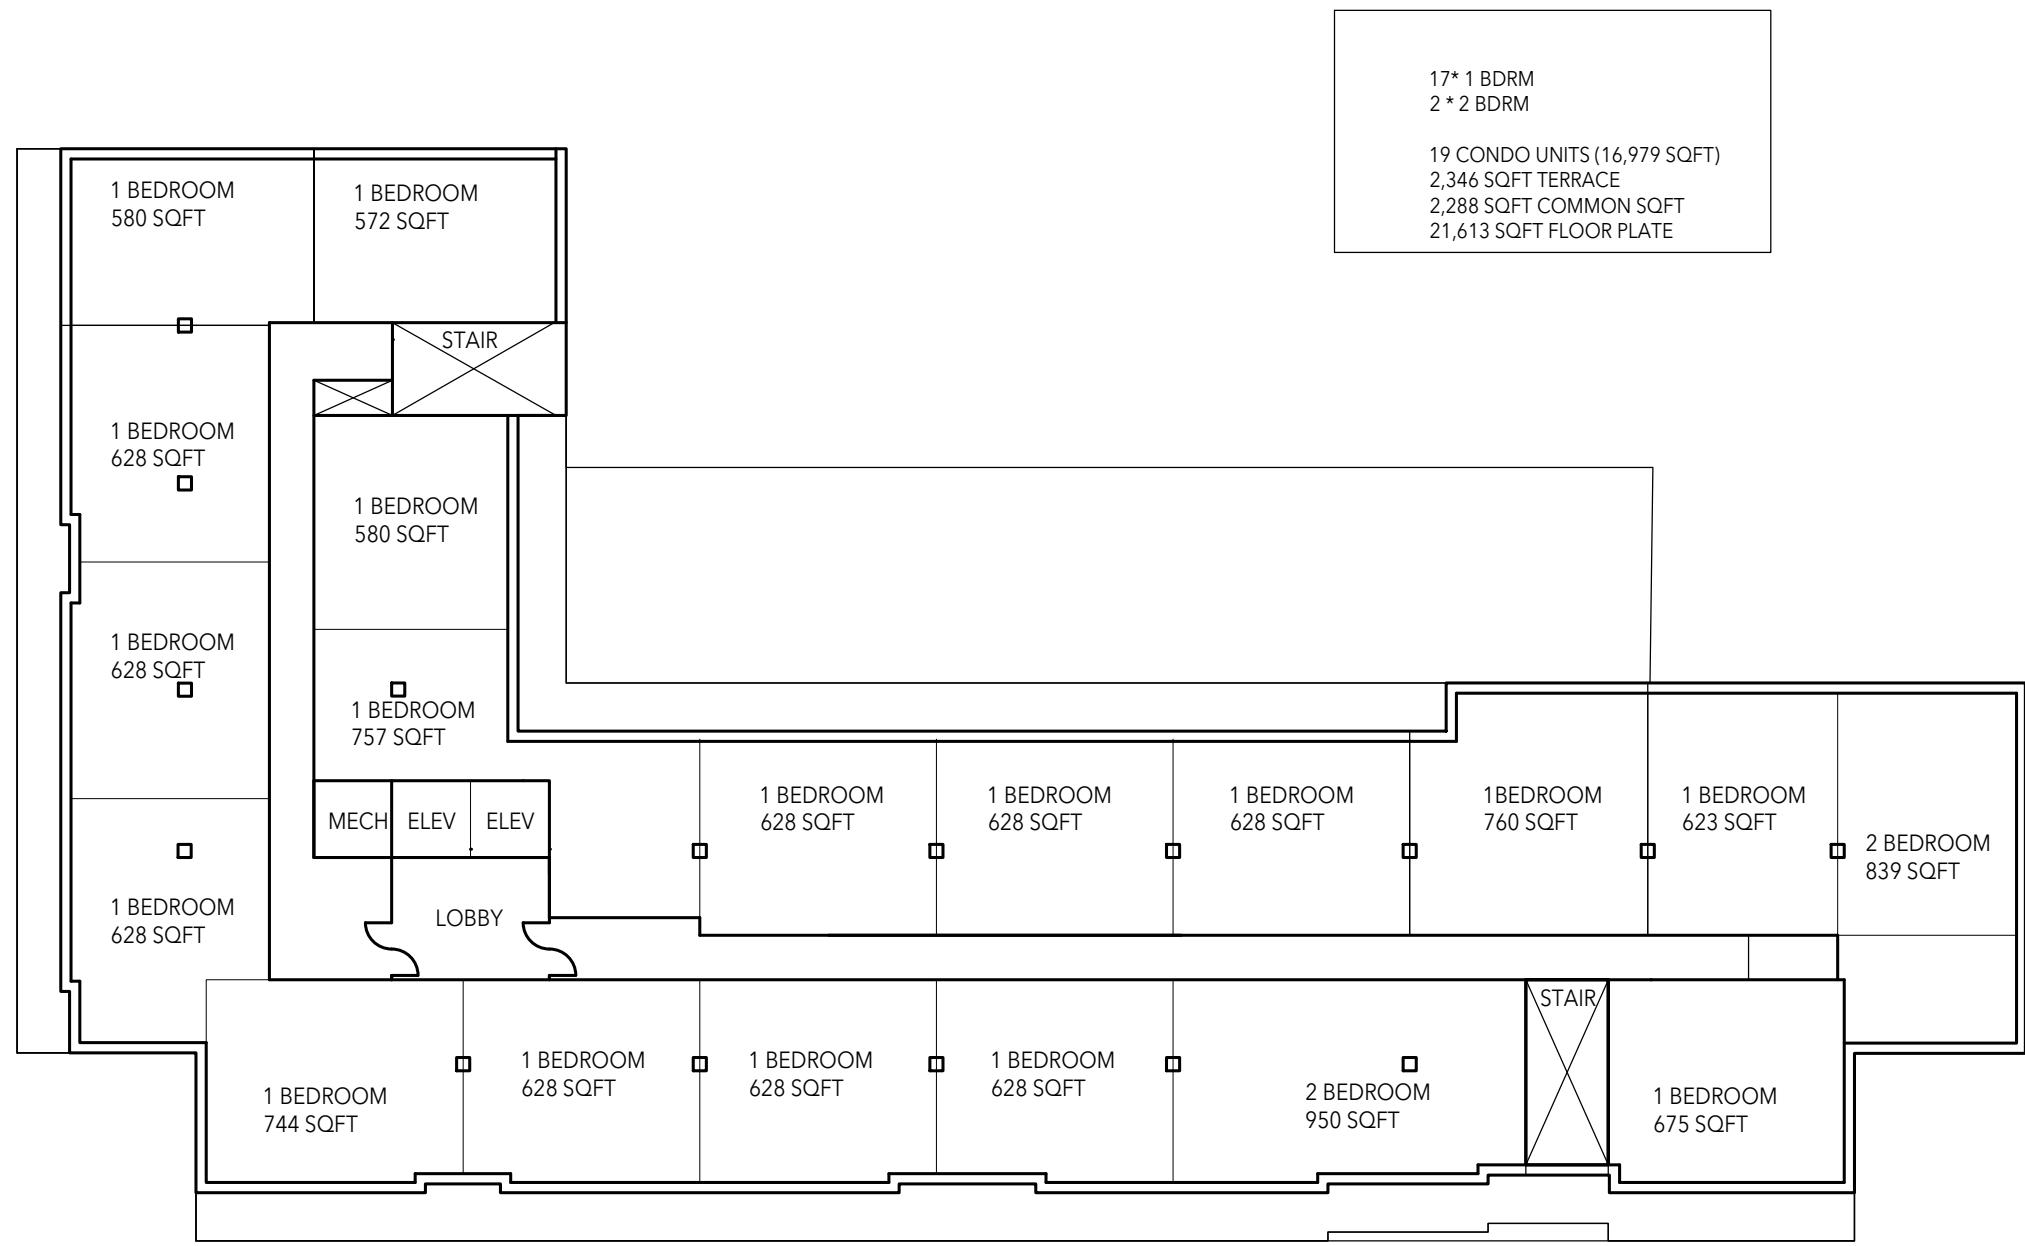 17* 1 BDRM
2 * 2 BDRM
19 CONDO UNITS (16,979 SQFT)
2,346 SQFT TERRACE
2,288 SQFT COMMON SQFT
21,613 SQFT FLOOR PLATE
1 BEDROOM
580 SQFT
1 BEDROOM
572 SQFT
STAIR
1 BEDROOM
628 SQFT
1 BEDROOM
580 SQFT
1 BEDROOM
628 SQFT
1 BEDROOM
757 SQFT
MECH
ELEV
ELEV
1 BEDROOM
628 SQFT
1 BEDROOM
628 SQFT
1 BEDROOM
628 SQFT
1BEDROOM
760 SQFT
1 BEDROOM
623 SQFT
2 BEDROOM
839 SQFT
1 BEDROOM
628 SQFT
LOBBY
STAIR
1 BEDROOM
744 SQFT
1 BEDROOM
628 SQFT
1 BEDROOM
628 SQFT
1 BEDROOM
628 SQFT
2 BEDROOM
950 SQFT
1 BEDROOM
675 SQFT